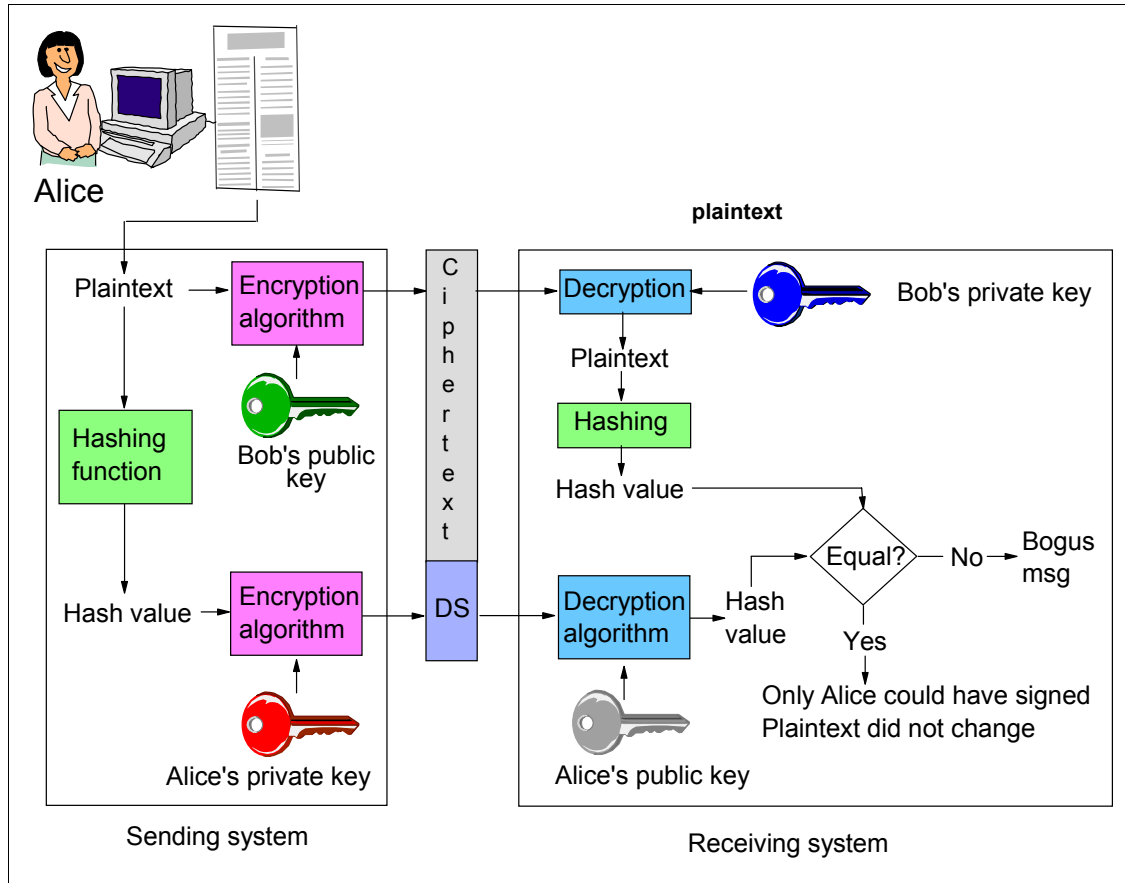 Alice
plaintext
Plaintext
Encryption
algorithm
Ciphertext
Decryption
Bob's private key
Plaintext
Hashing
function
Bob's public
key
Hashing
Hash value
Equal?
No
Bogus
msg
Hash value
Encryption
algorithm
DS
Decryption
algorithm
Hash
value
Yes
Only Alice could have signed
Plaintext did not change
Alice's private key
Alice's public key
Sending system
Receiving system